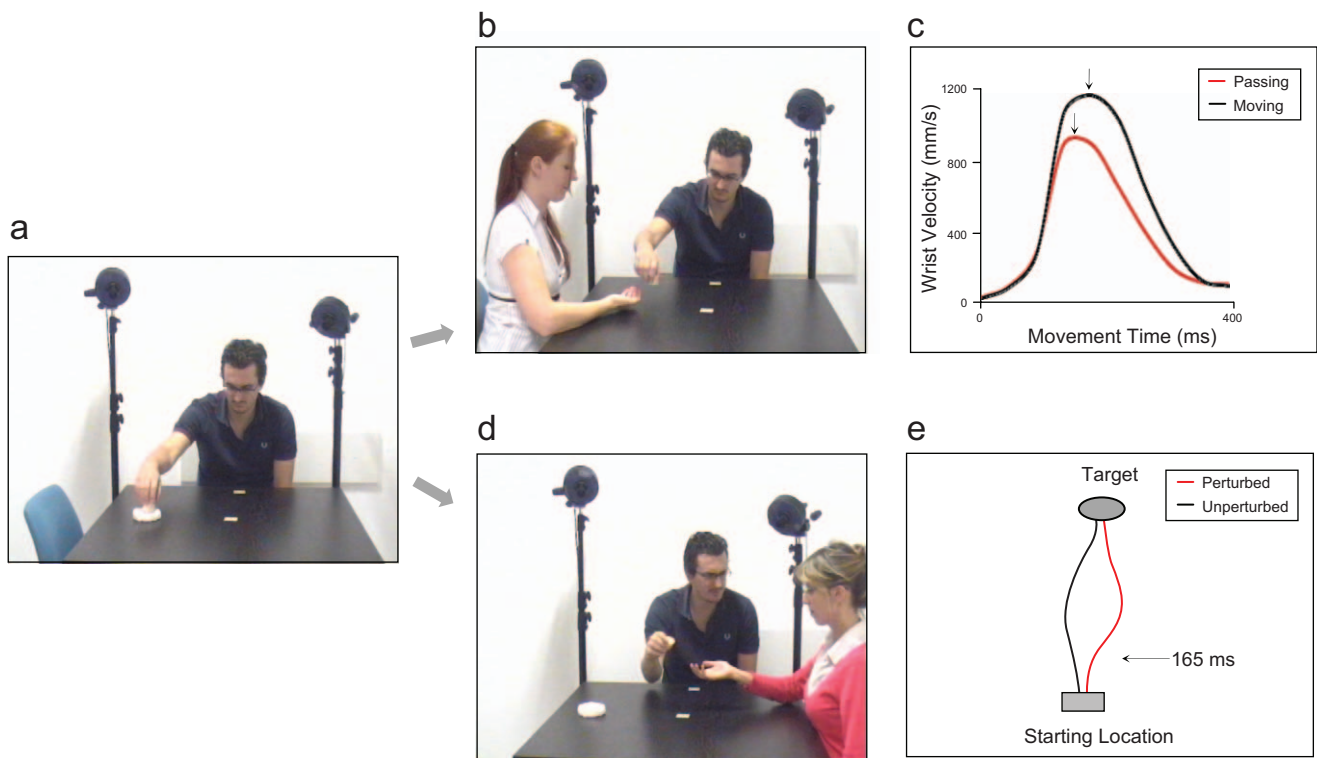 a
b
c
1200
800
400
0
0
400
Wrist Velocity (mm/s)
Movement Time (ms)
Passing
Moving
d
e
Target
Perturbed
Unperturbed
165 ms
Starting Location